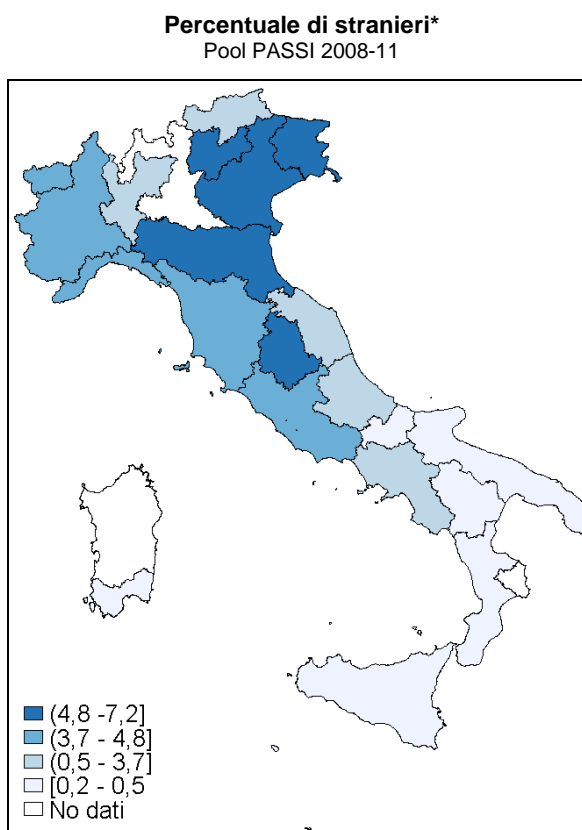 Percentuale di stranieri*
Pool PASSI 2008-11
(4,8 -7,2]
(3,7 - 4,8]
(0,5 - 3,7]
[0,2 - 0,5
No dati